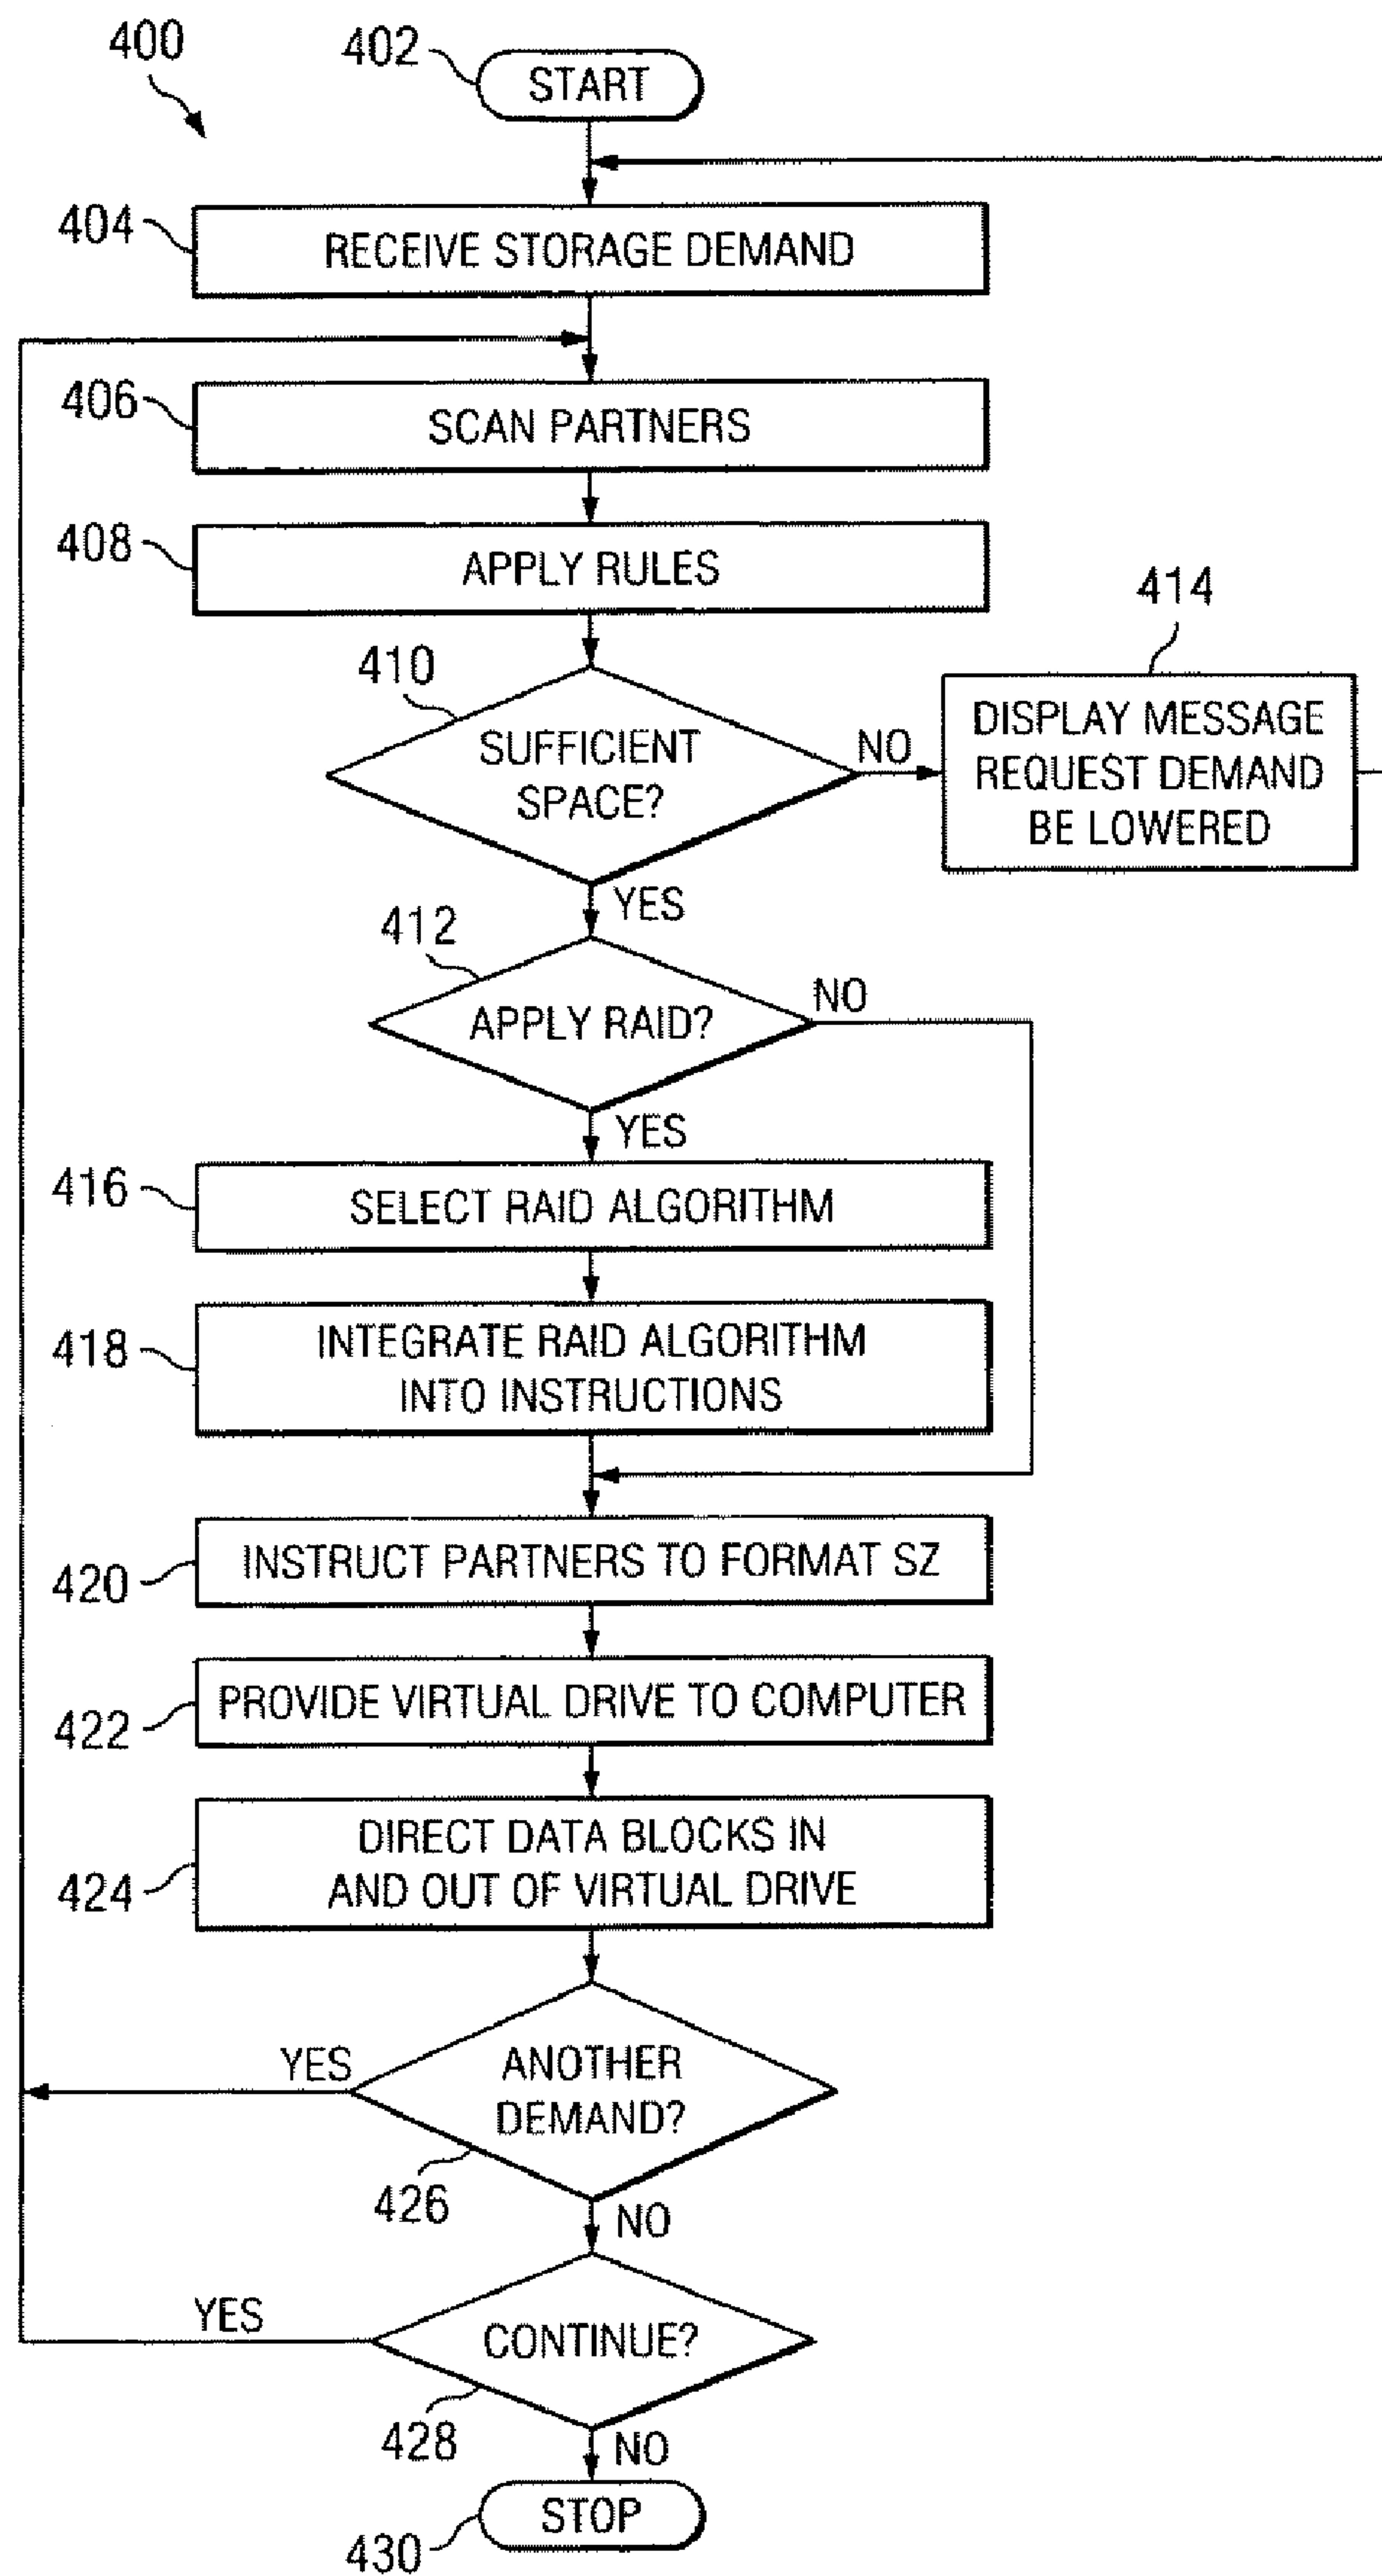 400
402
START
404
RECEIVE STORAGE DEMAND
406
SCAN PARTNERS
408
APPLY RULES
410
SUFFICIENT
SPACE?
NO
414
DISPLAY MESSAGE
REQUEST DEMAND
BE LOWERED
YES
412
APPLY RAID?
NO
YES
416
SELECT RAID ALGORITHM
418
INTEGRATE RAID ALGORITHM
INTO INSTRUCTIONS
420
INSTRUCT PARTNERS TO FORMAT SZ
422
PROVIDE VIRTUAL DRIVE TO COMPUTER
424
DIRECT DATA BLOCKS IN
AND OUT OF VIRTUAL DRIVE
YES
ANOTHER
DEMAND?
426
NO
YES
CONTINUE?
428
NO
STOP
430